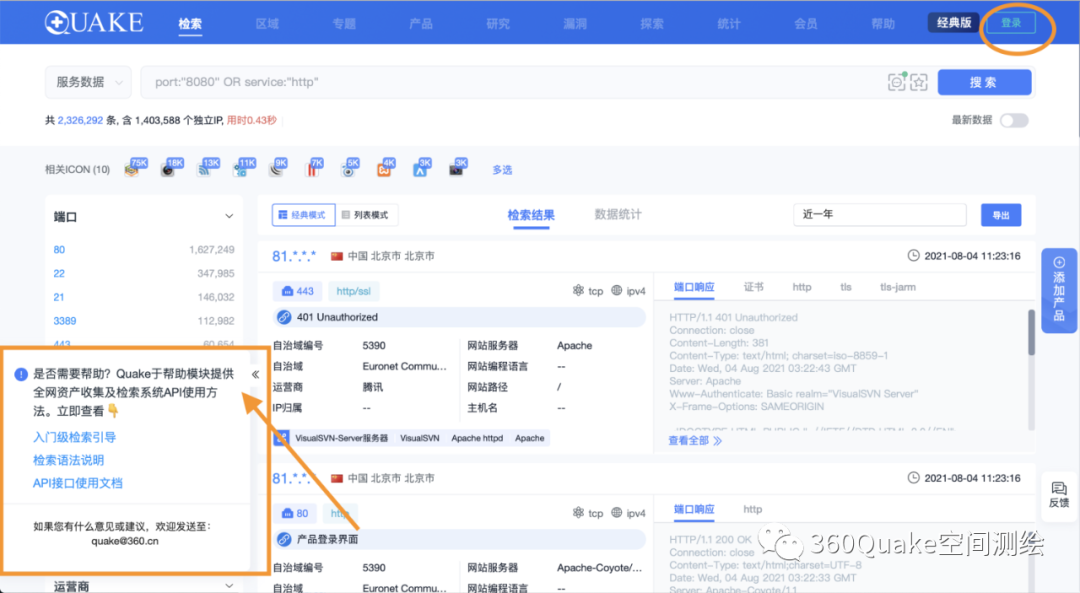 QUAKE 检索 区域 专题 产品 研究 漏洞 探索 统计 会员 帮助 经典版 登录
服务数据 port:"8080" OR service:"http" 搜索
共 2,326,292 条, 含 1,403,588 个独立IP, 用时0.43秒 最新数据
相关ICON (10) 75K 18K 13K 11K 9K 7K 5K 4K 3K 3K 多选
端口
80 1,627,249
22 347,985
21 146,032
3389 112,982
443 60,654
经典模式 列表模式 检索结果 数据统计 近一年 导出
81.*.*.* 中国 北京市 北京市 2021-08-04 11:23:16
443 http/ssl tcp ipv4
401 Unauthorized
自治域编号 5390 网站服务器 Apache
自治域 Euronet Commu... 网站编程语言 --
运营商 腾讯 网站路径 /
IP归属 -- 主机名 --
VisualSVN-Server服务器 VisualSVN Apache httpd Apache
端口响应 证书 http tls tls-jarm
HTTP/1.1 401 Unauthorized
Connection: close
Content-Length: 381
Content-Type: text/html; charset=iso-8859-1
Date: Wed, 04 Aug 2021 03:22:43 GMT
Server: Apache
Www-Authenticate: Basic realm="VisualSVN Server"
X-Frame-Options: SAMEORIGIN
查看全部
添加产品
反馈
是否需要帮助？Quake于帮助模块提供
全网资产收集及检索系统API使用方
法。立即查看👇
入门级检索引导
检索语法说明
API接口使用文档
如果您有什么意见或建议，欢迎发送至：
quake@360.cn
运营商
81.*.*.* 中国 北京市 北京市 2021-08-04 11:23:16
80 http tcp ipv4
产品登录界面
自治域编号 5390 网站服务器 Apache-Coyote/...
自治域 Euronet Commu... 网站编程语言 --
端口响应 http
HTTP/1.1 200 OK
Connection: close
Content-Type: text/html;charset=UTF-8
Date: Wed, 04 Aug 2021 03:22:33 GMT
Server: Apache-Coyote/1.1
360Quake空间测绘